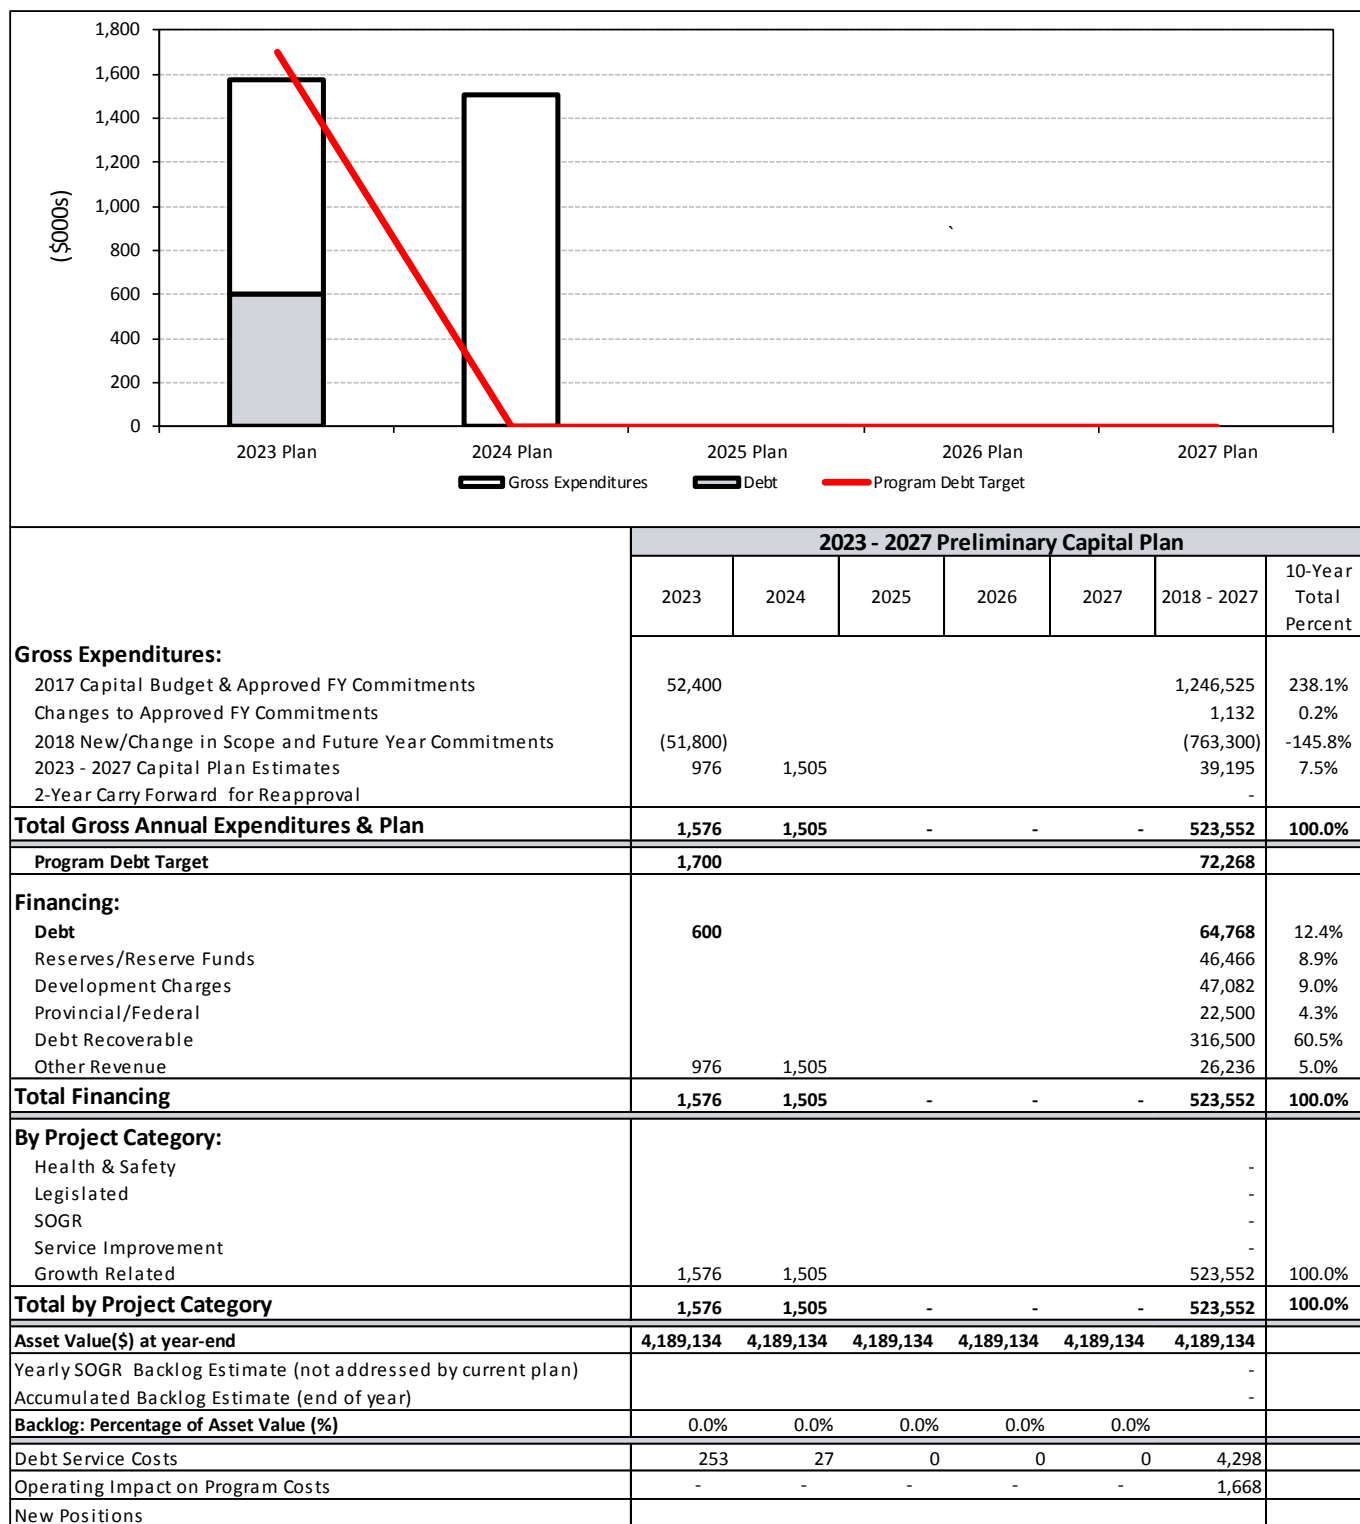 1,800
1,600
1,400
1,200
1,000
800
600
400
200
0
($000s)
`
2023 Plan 2024 Plan 2025 Plan 2026 Plan 2027 Plan
Gross Expenditures Debt Program Debt Target
2023 - 2027 Preliminary Capital Plan
2023 2024 2025 2026 2027 2018 - 2027 10-Year Total Percent
Gross Expenditures:
2017 Capital Budget & Approved FY Commitments 52,400 1,246,525 238.1%
Changes to Approved FY Commitments 1,132 0.2%
2018 New/Change in Scope and Future Year Commitments (51,800) (763,300) -145.8%
2023 - 2027 Capital Plan Estimates 976 1,505 39,195 7.5%
2-Year Carry Forward for Reapproval -
Total Gross Annual Expenditures & Plan 1,576 1,505 - - - 523,552 100.0%
Program Debt Target 1,700 72,268
Financing:
Debt 600 64,768 12.4%
Reserves/Reserve Funds 46,466 8.9%
Development Charges 47,082 9.0%
Provincial/Federal 22,500 4.3%
Debt Recoverable 316,500 60.5%
Other Revenue 976 1,505 26,236 5.0%
Total Financing 1,576 1,505 - - - 523,552 100.0%
By Project Category:
Health & Safety -
Legislated -
SOGR -
Service Improvement -
Growth Related 1,576 1,505 523,552 100.0%
Total by Project Category 1,576 1,505 - - - 523,552 100.0%
Asset Value($) at year-end 4,189,134 4,189,134 4,189,134 4,189,134 4,189,134 4,189,134
Yearly SOGR Backlog Estimate (not addressed by current plan) -
Accumulated Backlog Estimate (end of year) -
Backlog: Percentage of Asset Value (%) 0.0% 0.0% 0.0% 0.0% 0.0%
Debt Service Costs 253 27 0 0 0 4,298
Operating Impact on Program Costs - - - - - 1,668
New Positions